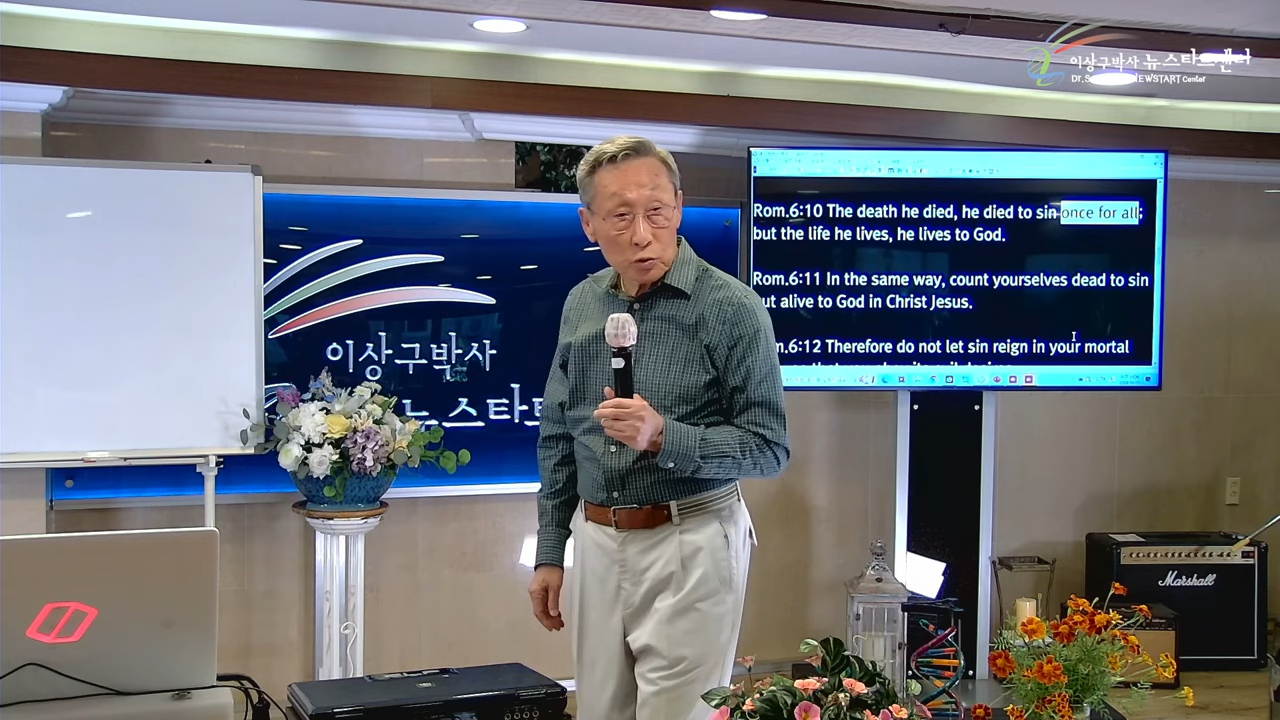 이상구박사 뉴스타트센터
Center
이상구박사
뉴스타트
Rom.6:10 The death he died, he died to sin once for all;
but the life he lives, he lives to God.
Rom.6:11 In the same way, count yourselves dead to sin
but alive to God in Christ Jesus.
6:12 Therefore do not let sin reign in your mortal
Marshall